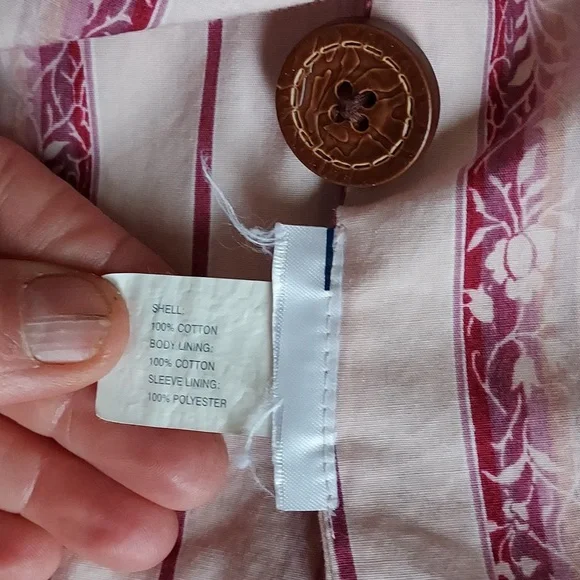 SHELL:
100% COTTON
BODY LINING:
100% COTTON
SLEEVE LINING:
100% POLYESTER